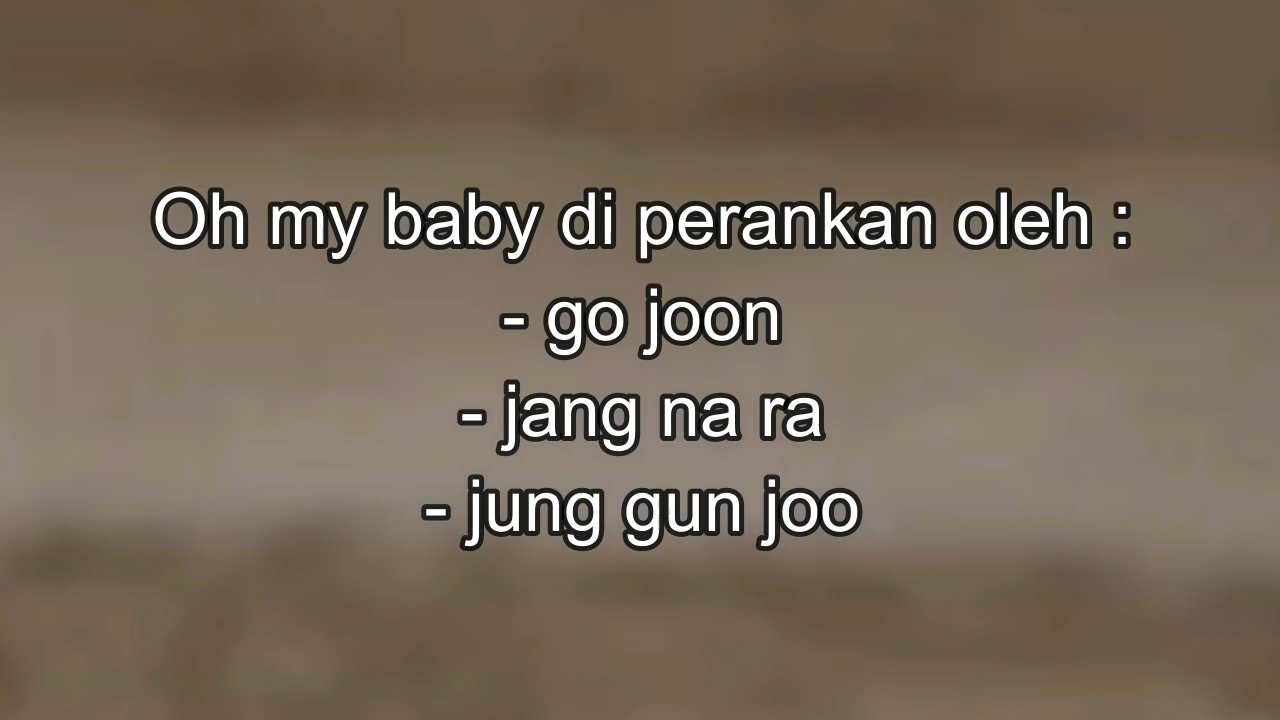 Oh my baby di perankan oleh :
- go joon
- jang na ra
- jung gun joo